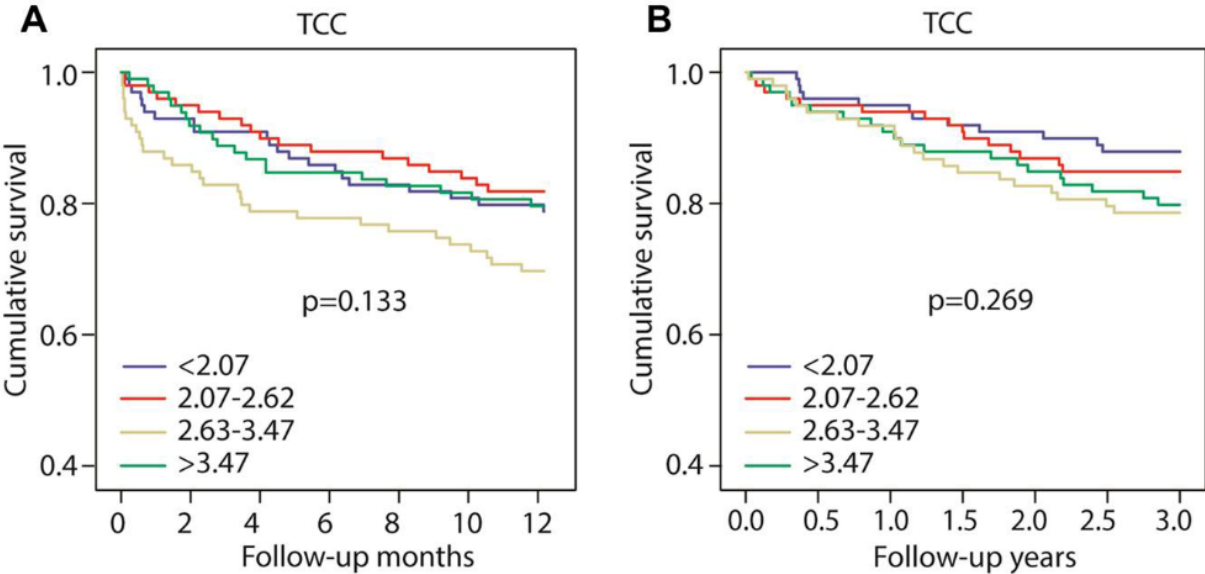 A
TCC
1.0
0.8
0.6
0.4
Cumulative survival
p=0.133
<2.07
2.07-2.62
2.63-3.47
>3.47
0 2 4 6 8 10 12
Follow-up months
B
TCC
1.0
0.8
0.6
0.4
Cumulative survival
p=0.269
<2.07
2.07-2.62
2.63-3.47
>3.47
0.0 0.5 1.0 1.5 2.0 2.5 3.0
Follow-up years